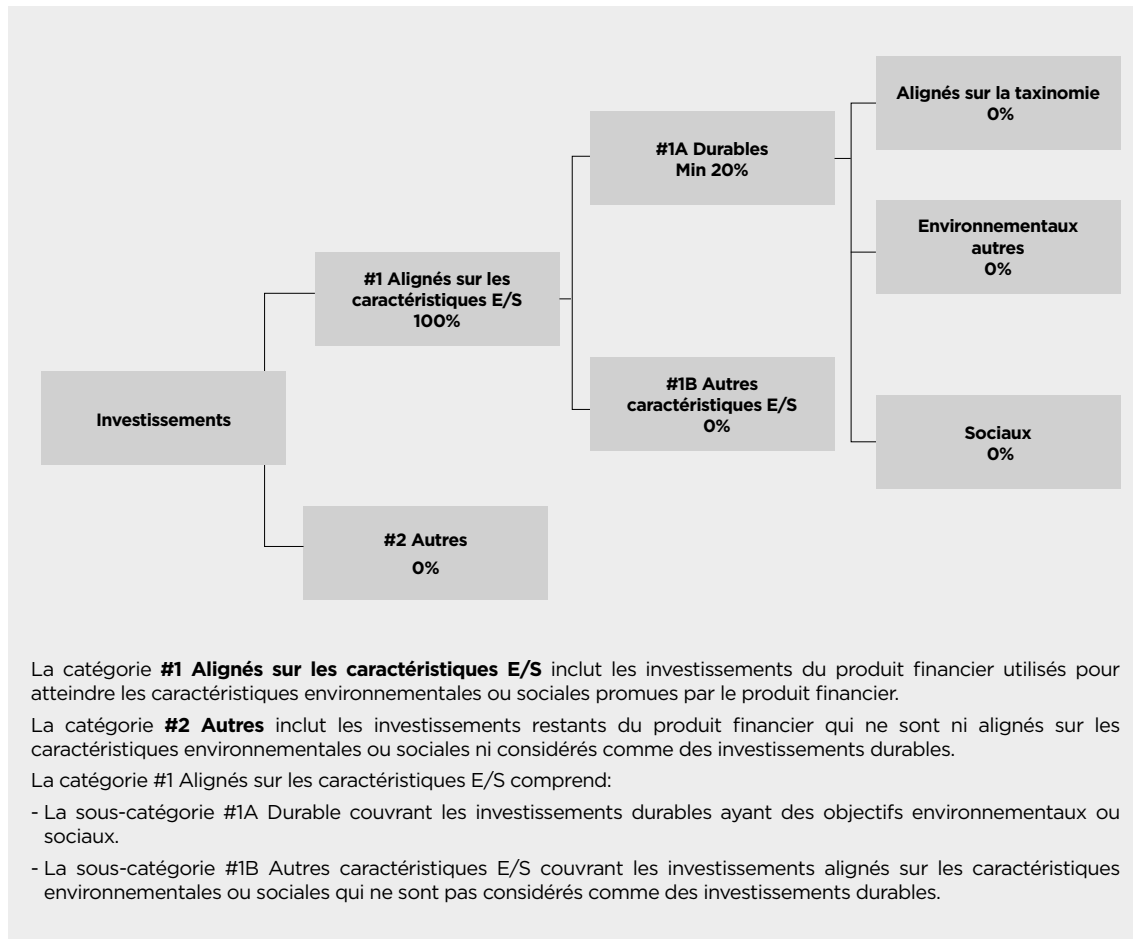 Alignés sur la taxinomie
0%
#1A Durables
Min 20%
Environnementaux
autres
0%
#1 Alignés sur les
caractéristiques E/S
100%
#1B Autres
caractéristiques E/S
0%
Investissements
Sociaux
0%
#2 Autres
0%
La catégorie #1 Alignés sur les caractéristiques E/S inclut les investissements du produit financier utilisés pour
atteindre les caractéristiques environnementales ou sociales promues par le produit financier.
La catégorie #2 Autres inclut les investissements restants du produit financier qui ne sont ni alignés sur les
caractéristiques environnementales ou sociales ni considérés comme des investissements durables.
La catégorie #1 Alignés sur les caractéristiques E/S comprend:
- La sous-catégorie #1A Durable couvrant les investissements durables ayant des objectifs environnementaux ou
sociaux.
- La sous-catégorie #1B Autres caractéristiques E/S couvrant les investissements alignés sur les caractéristiques
environnementales ou sociales qui ne sont pas considérés comme des investissements durables.